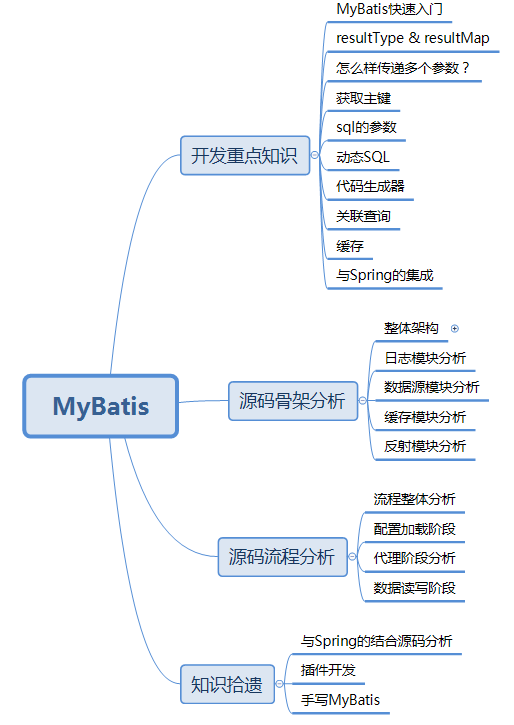 MyBatis
开发重点知识
MyBatis快速入门
resultType & resultMap
怎么样传递多个参数？
获取主键
sql的参数
动态SQL
代码生成器
关联查询
缓存
与Spring的集成
源码骨架分析
整体架构
日志模块分析
数据源模块分析
缓存模块分析
反射模块分析
源码流程分析
流程整体分析
配置加载阶段
代理阶段分析
数据读写阶段
知识拾遗
与Spring的结合源码分析
插件开发
手写MyBatis